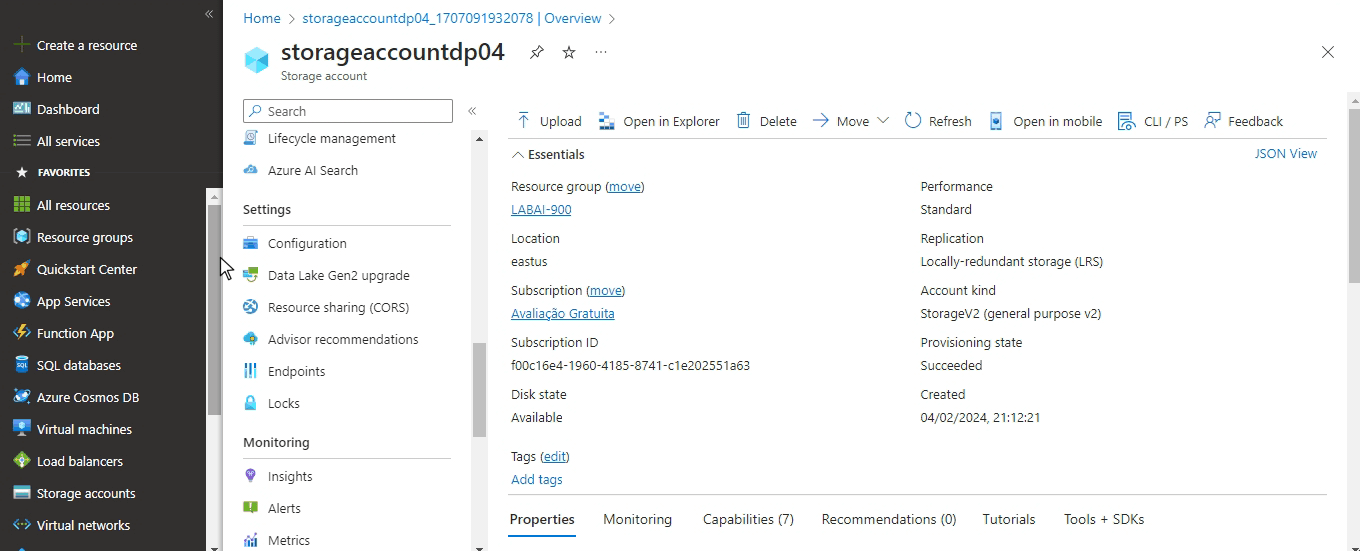 Create a resource
Home
Dashboard
All services
FAVORITES
All resources
Resource groups
Quickstart Center
App Services
Function App
SQL databases
Azure Cosmos DB
Virtual machines
Load balancers
Storage accounts
Virtual networks
Home > storageaccountdp04_1707091932078 | Overview >
storageaccountdp04
Storage account
Search
Lifecycle management
Azure AI Search
Settings
Configuration
Data Lake Gen2 upgrade
Resource sharing (CORS)
Advisor recommendations
Endpoints
Locks
Monitoring
Insights
Alerts
Metrics
Upload Open in Explorer Delete Move Refresh Open in mobile CLI / PS Feedback
Essentials
JSON View
Resource group (move)
LABAI-900
Location
eastus
Subscription (move)
Avaliação Gratuita
Subscription ID
f00c16e4-1960-4185-8741-c1e202551a63
Disk state
Available
Performance
Standard
Replication
Locally-redundant storage (LRS)
Account kind
StorageV2 (general purpose v2)
Provisioning state
Succeeded
Created
04/02/2024, 21:12:21
Tags (edit)
Add tags
Properties Monitoring Capabilities (7) Recommendations (0) Tutorials Tools + SDKs